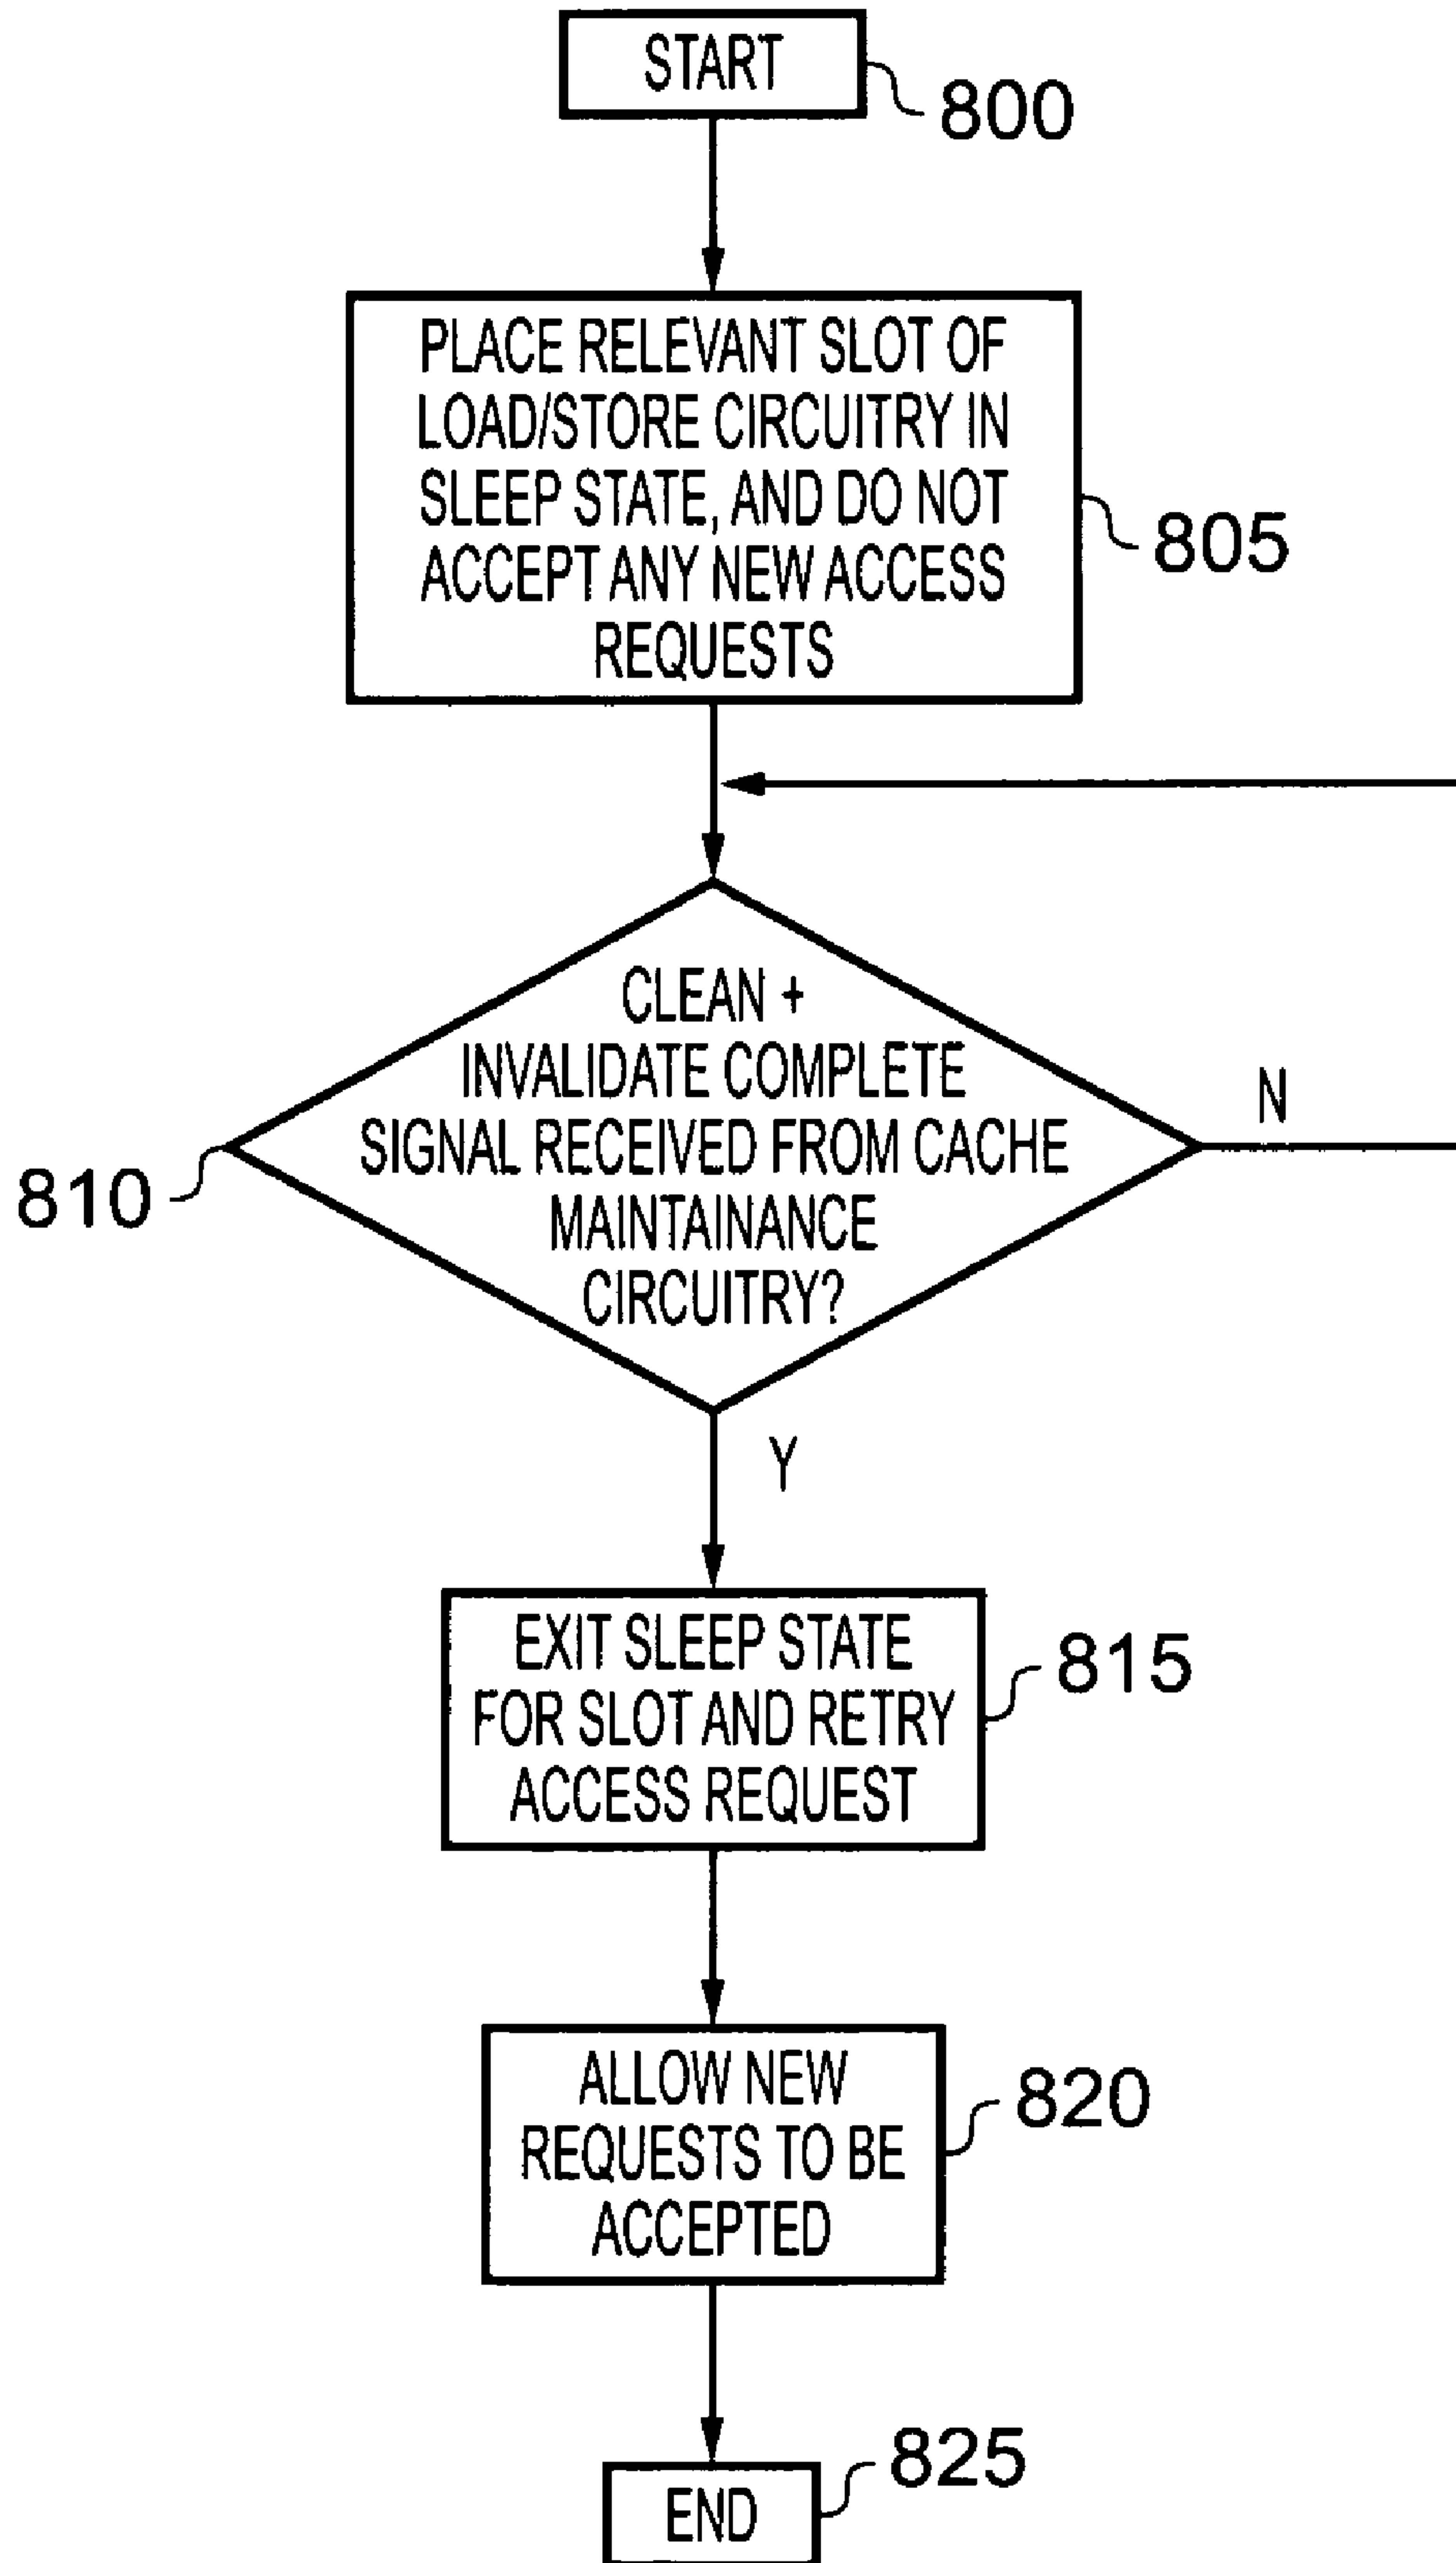 START
800
PLACE RELEVANT SLOT OF
LOAD/STORE CIRCUITRY IN
SLEEP STATE, AND DO NOT
ACCEPT ANY NEW ACCESS
REQUESTS
805
CLEAN +
INVALIDATE COMPLETE
SIGNAL RECEIVED FROM CACHE
MAINTAINANCE
CIRCUITRY?
810
N
Y
EXIT SLEEP STATE
FOR SLOT AND RETRY
ACCESS REQUEST
815
ALLOW NEW
REQUESTS TO BE
ACCEPTED
820
END
825